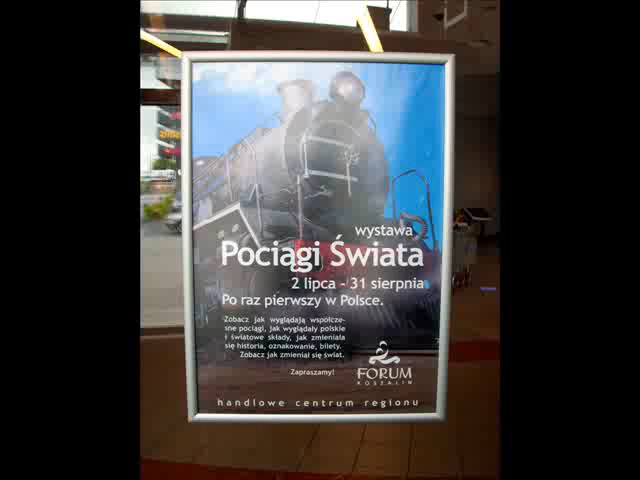 wystawa
Pociągi Świata
2 lipca - 31 sierpnia
Po raz pierwszy w Polsce.
Zobacz jak wyglądają współcze-
sne pociągi, jak wyglądały polskie
i światowe składy, jak zmieniała
się historia, oznakowanie, bilety.
Zobacz jak zmieniał się świat.
Zapraszamy!
FORUM
KOSZALIN
handlowe centrum regionu